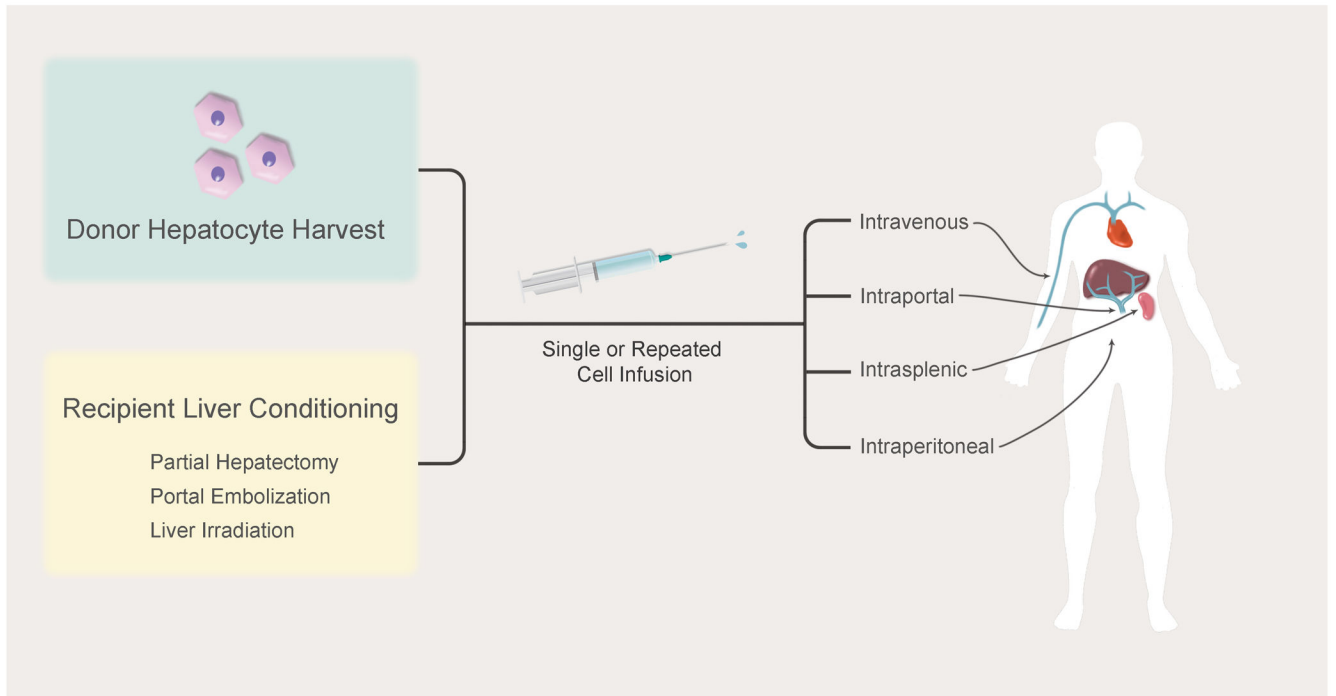 Donor Hepatocyte Harvest
Recipient Liver Conditioning
Partial Hepatectomy
Portal Embolization
Liver Irradiation
Single or Repeated
Cell Infusion
Intravenous
Intraportal
Intrasplenic
Intraperitoneal